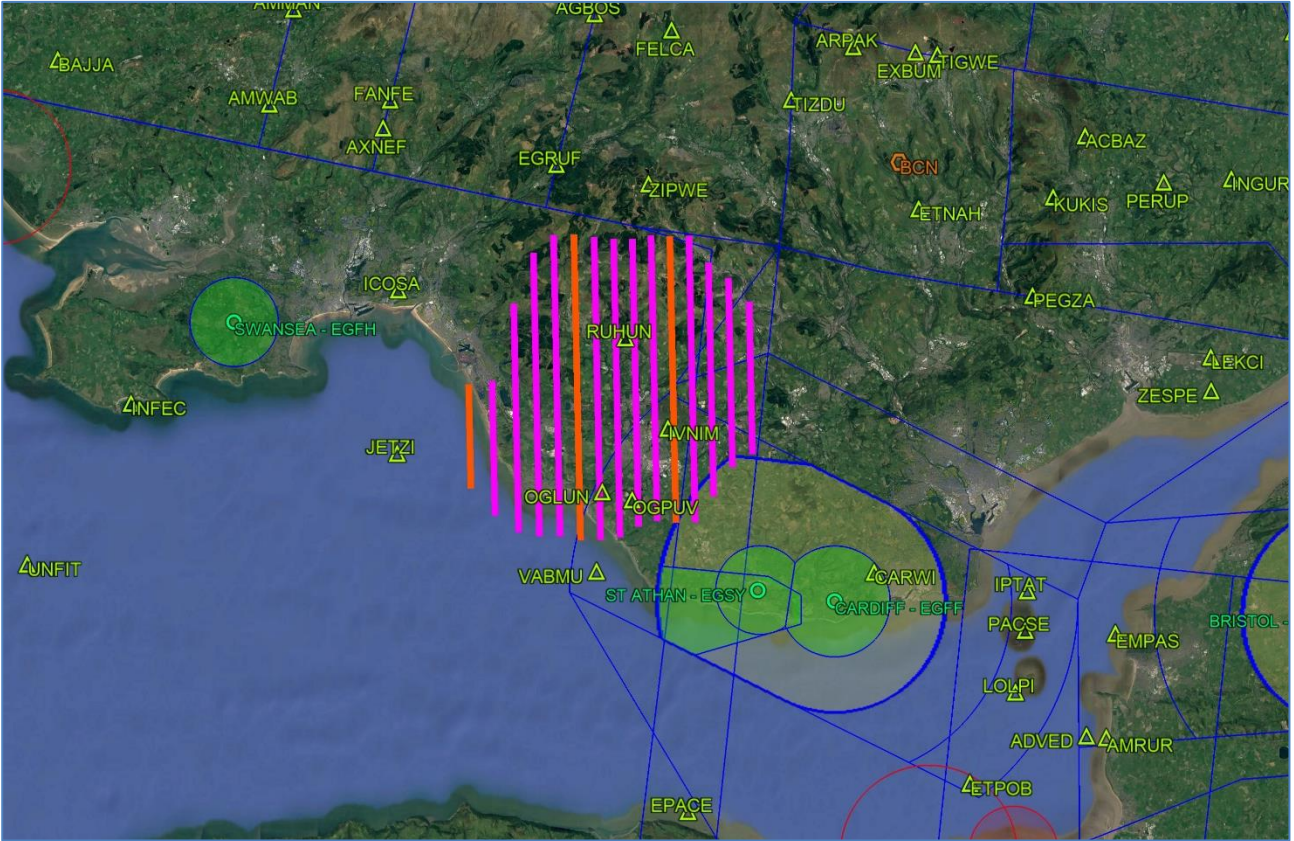 AMMAN
AGBOS
FELCA
ARPAK
EXBUM
TIGWE
BAJJA
AMWAB
FANFE
TIZDU
AXNEF
EGRUF
ACBAZ
BCN
ZIPWE
INGUR
KUKIS
PERUP
ETNAH
ICOSA
PEGZA
SWANSEA - EGFH
RUHUN
LEKCI
ZESPE
INFEC
IVNIM
JETZI
OGLUN
OGPUV
UNFIT
VABMU
CARWI
IPTAT
ST ATHAN - EGSY
CARDIFF - EGFF
PACSE
BRISTOL -
EMPAS
LOLPI
ADVED
AMRUR
ETPOB
EPACE